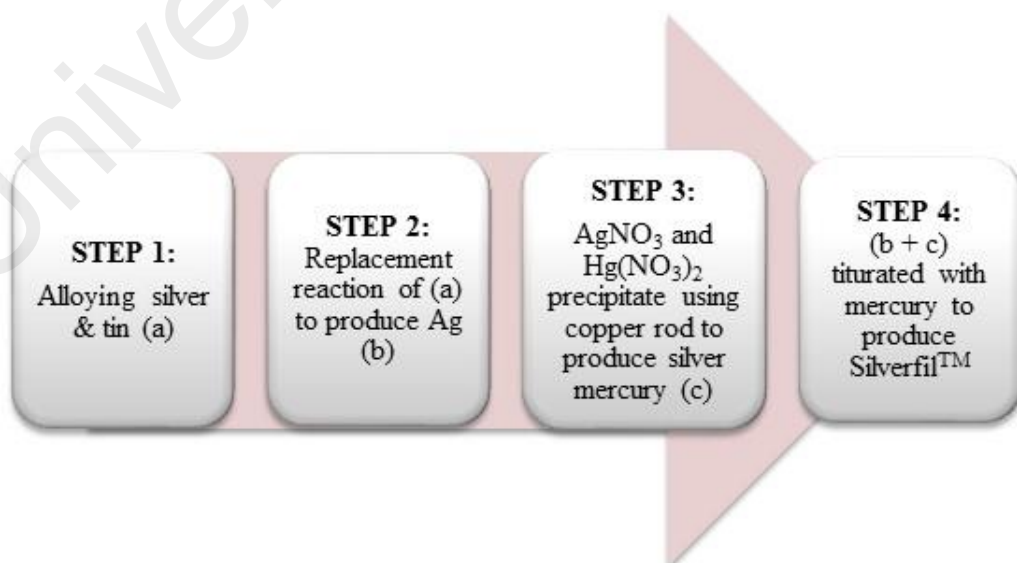 Univer
STEP 1:
Alloying silver
& tin (a)
STEP 2:
Replacement
reaction of (a)
to produce Ag
(b)
STEP 3:
AgNO₃ and
Hg(NO₃)₂
precipitate using
copper rod to
produce silver
mercury (c)
STEP 4:
(b + c)
titurated with
mercury to
produce
Silverfil™